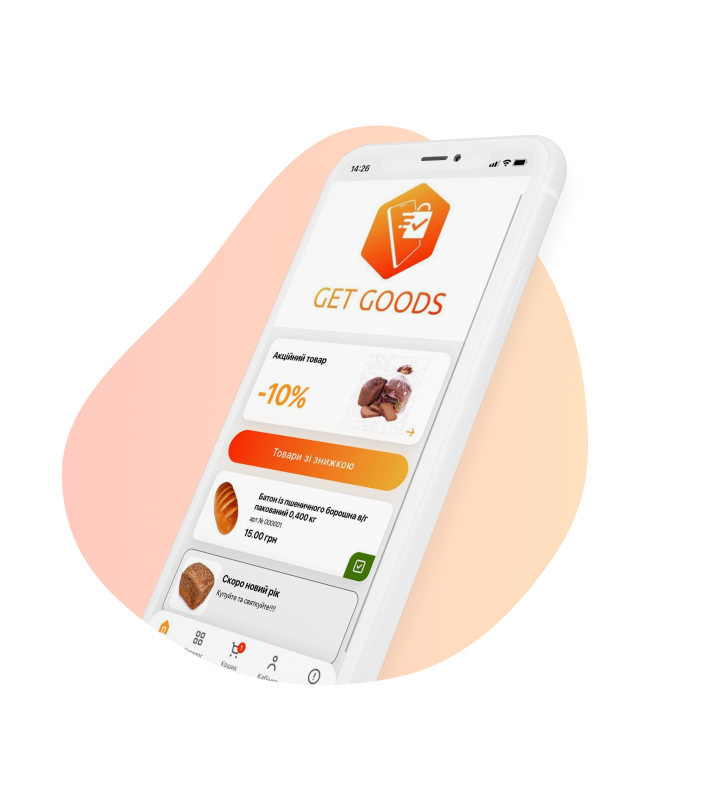 14:26
GET GOODS
Акційний товар
-10%
Товари зі знижкою
Батон із пшеничного борошна в/г
пакований 0,400 кг
арт.№ 000001
15.00 грн
Скоро новий рік
Купуйте та святкуйте!!!!
Кошик